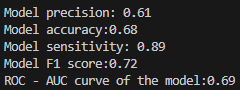 Model precision: 0.61
Model accuracy:0.68
Model sensitivity: 0.89
Model F1 score:0.72
ROC - AUC curve of the model:0.69